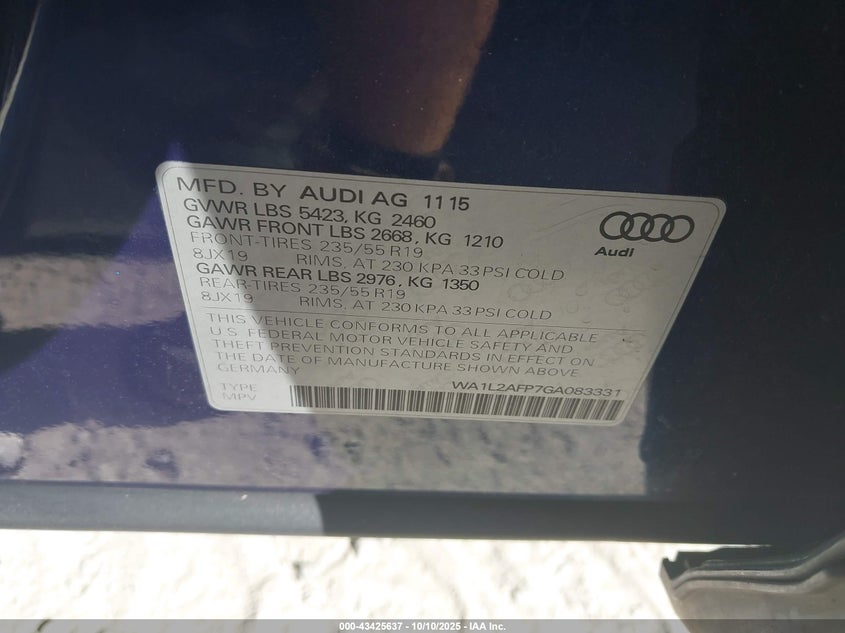 MFD. BY AUDI AG 11 15
GVWR LBS 5423, KG 2460
GAWR FRONT LBS 2668, KG 1210
FRONT-TIRES 235/55 R19
8JX19 RIMS, AT 230 KPA 33 PSI COLD
GAWR REAR LBS 2976, KG 1350
REAR-TIRES 235/55 R19
8JX19 RIMS, AT 230 KPA 33 PSI COLD
Audi
THIS VEHICLE CONFORMS TO ALL APPLICABLE
U.S. FEDERAL MOTOR VEHICLE SAFETY AND
THEFT PREVENTION STANDARDS IN EFFECT ON
THE DATE OF MANUFACTURE SHOWN ABOVE.
GERMANY
WA1L2AFP7GA083331
TYPE
MPV
000-43425637 - 10/10/2025 - IAA Inc.